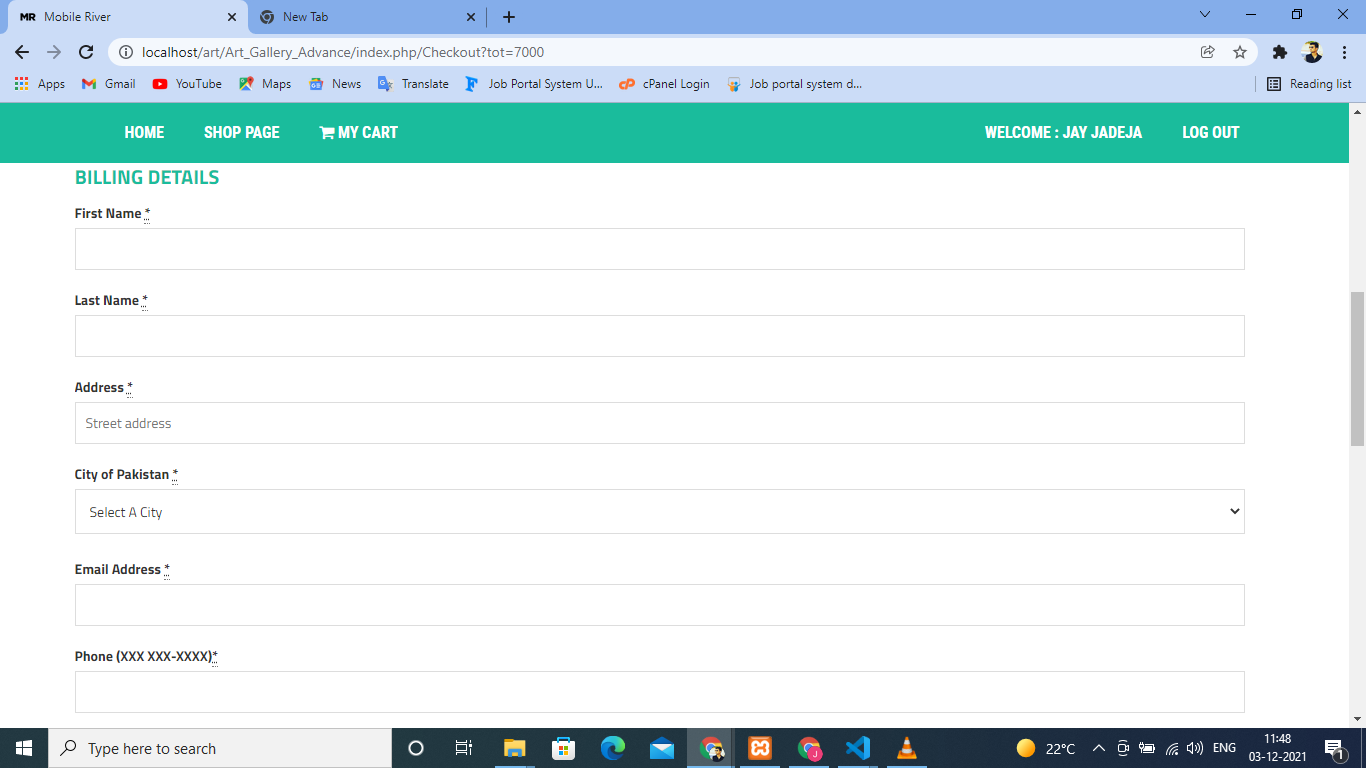 MR Mobile River
New Tab
localhost/art/Art_Gallery_Advance/index.php/Checkout?tot=7000
Apps Gmail YouTube Maps News Translate Job Portal System U... cPanel Login Job portal system d... Reading list
HOME SHOP PAGE MY CART WELCOME : JAY JADEJA LOG OUT
BILLING DETAILS
First Name *
Last Name *
Address *
Street address
City of Pakistan *
Select A City
Email Address *
Phone (XXX XXX-XXXX)*
Type here to search
22°C ENG
11:48
03-12-2021
1